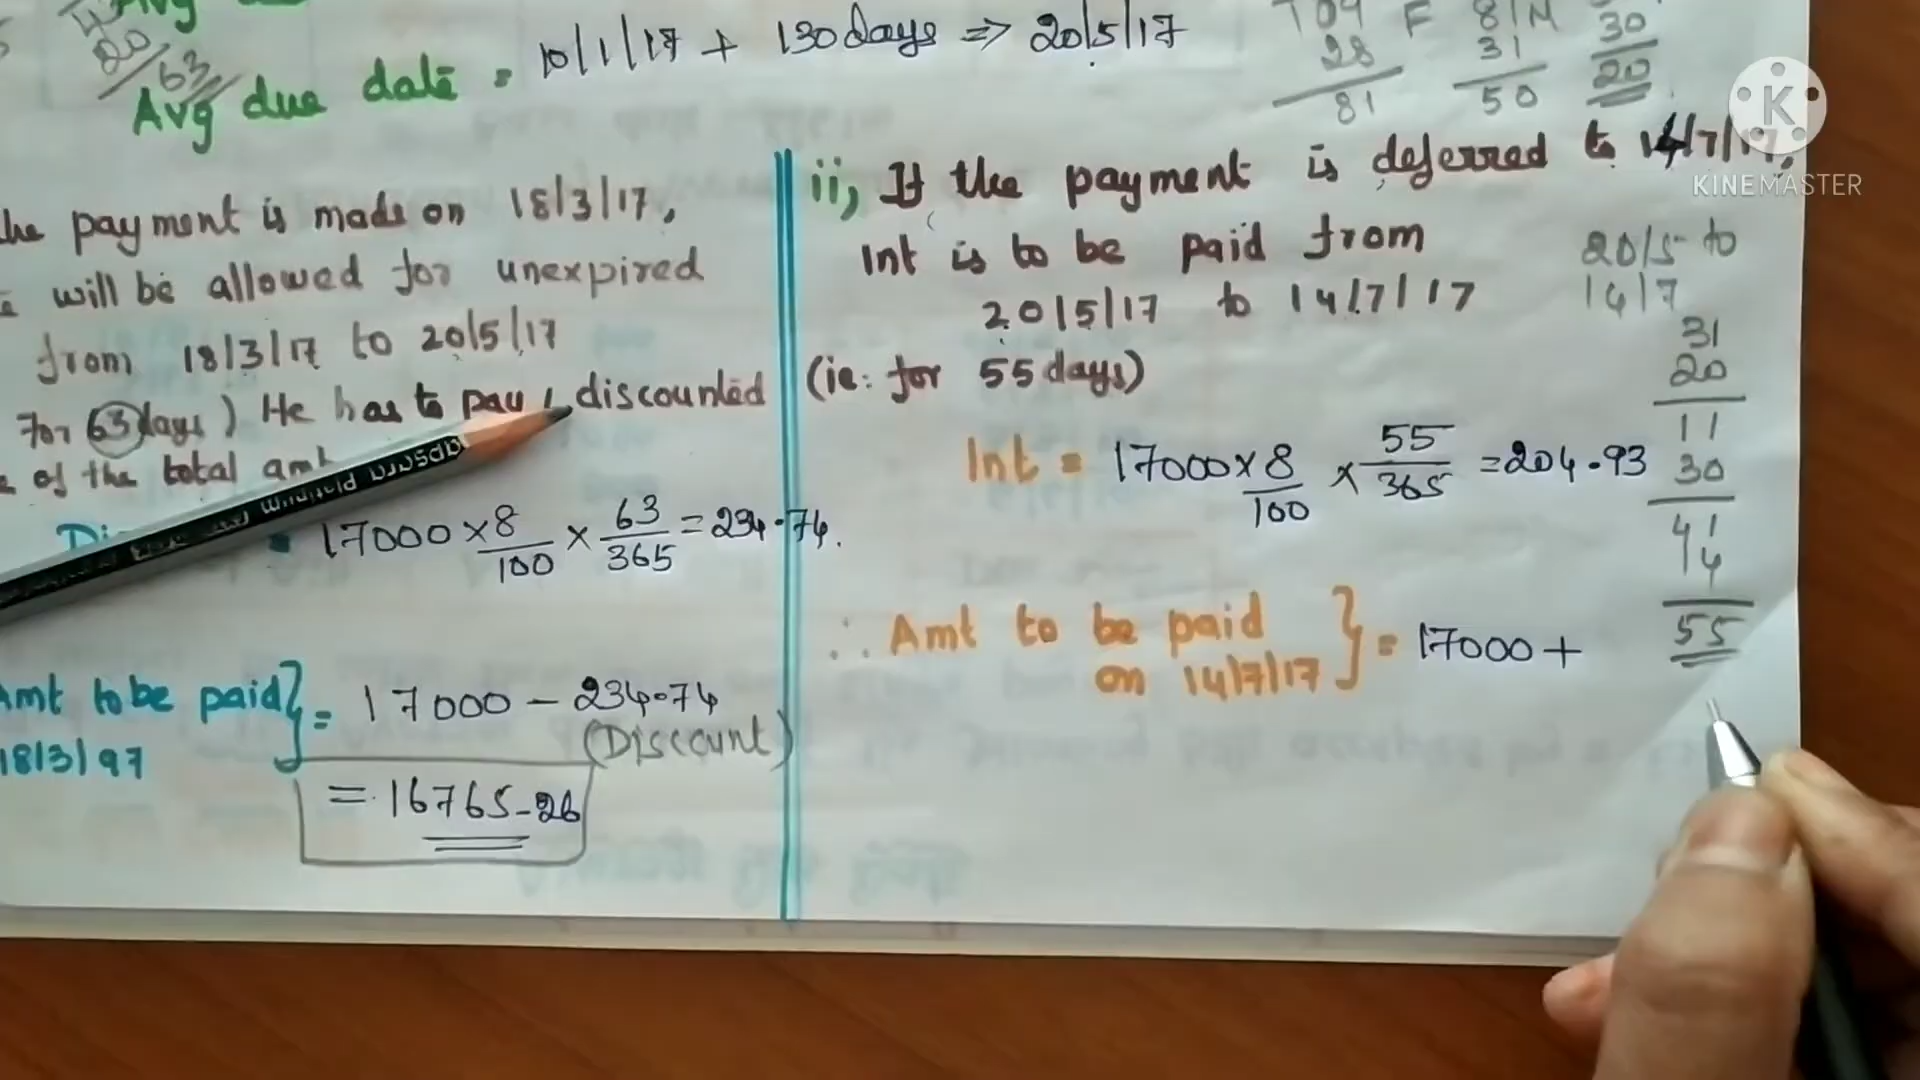 Avg due date = 10/1/17 + 130 days => 20/5/17
20
63
28
81
31
50
30
20
K
KINEMASTER
the payment is made on 18/3/17,
will be allowed for unexpired
from 18/3/17 to 20/5/17
For 63 days) He has to pay discounted
of the total amt
= 17000 × 8/100 × 63/365 = 234.74.
Amt to be paid } = 17000 - 234.74
18/3/97
(Discount)
= 16765-26
ii, If the payment is deferred to 14/7/17,
Int is to be paid from
20/5/17 to 14/7/17
(ie: for 55 days)
Int = 17000 × 8/100 × 55/365 = 204.93
∴ Amt to be paid
on 14/7/17 } = 17000 +
20/5 to
14/7
31
20
11
30
41
14
55